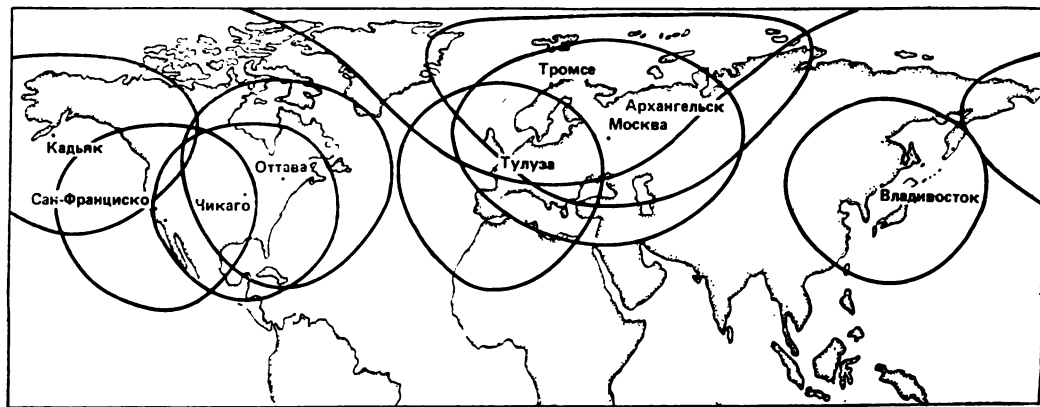 Тромсе
Архангельск
Москва
Кадьяк
Оттава
Тулуза
Сан-Франциско
Чикаго
Владивосток